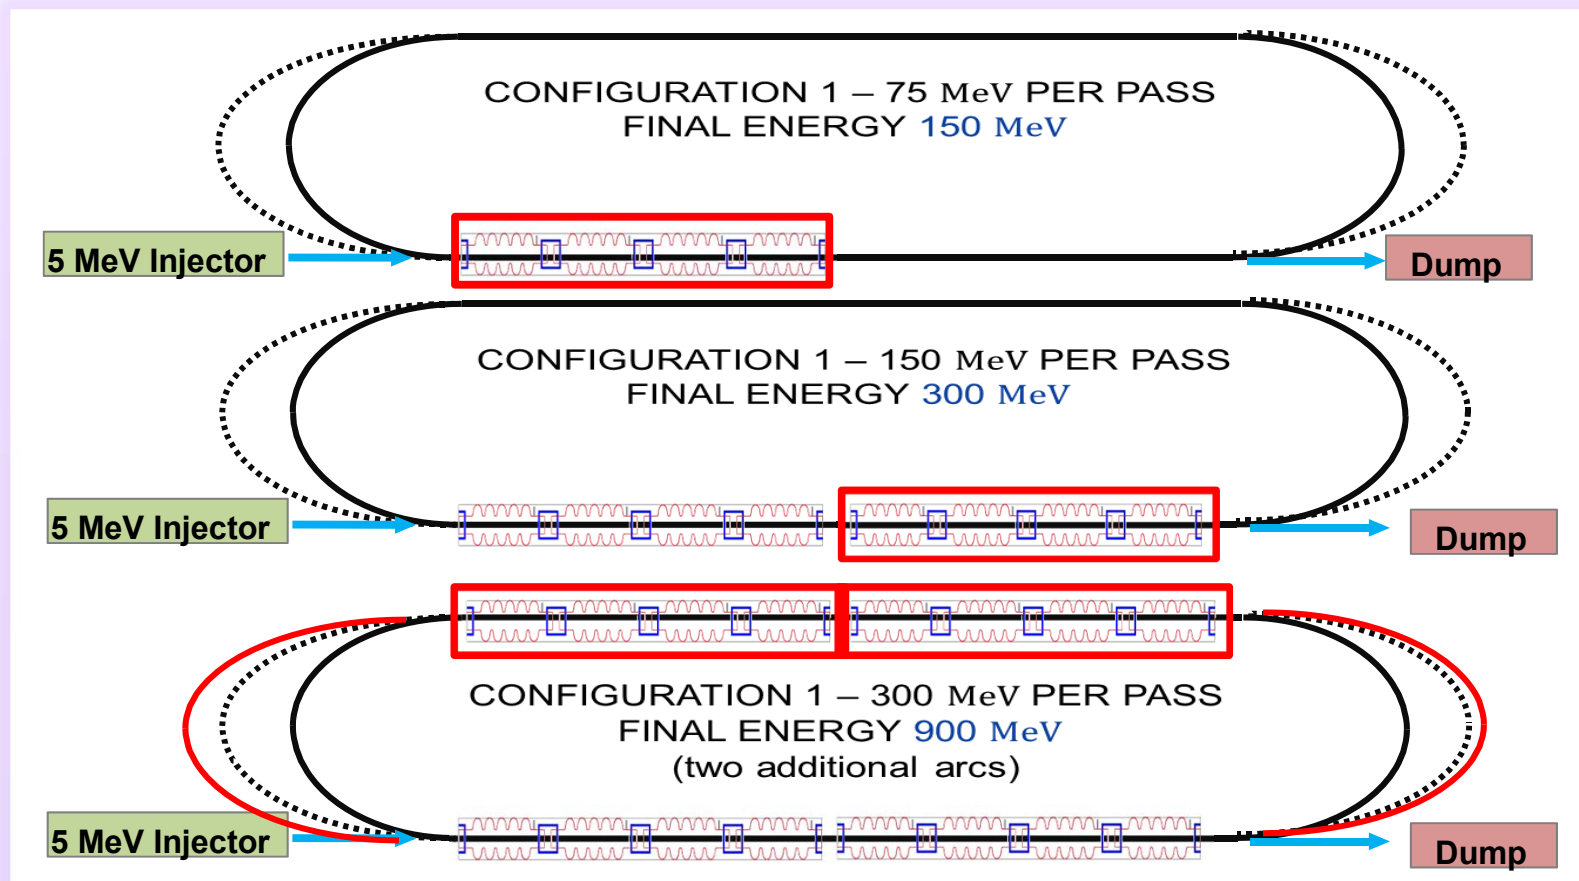 CONFIGURATION 1 – 75 MeV PER PASS
FINAL ENERGY 150 MeV
5 MeV Injector
Dump
CONFIGURATION 1 – 150 MeV PER PASS
FINAL ENERGY 300 MeV
5 MeV Injector
Dump
CONFIGURATION 1 – 300 MeV PER PASS
FINAL ENERGY 900 MeV
(two additional arcs)
5 MeV Injector
Dump